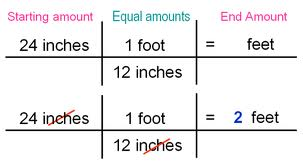 Starting amount Equal amounts End Amount
24 inches 1 foot = feet
12 inches
24 inches 1 foot = 2 feet
12 inches